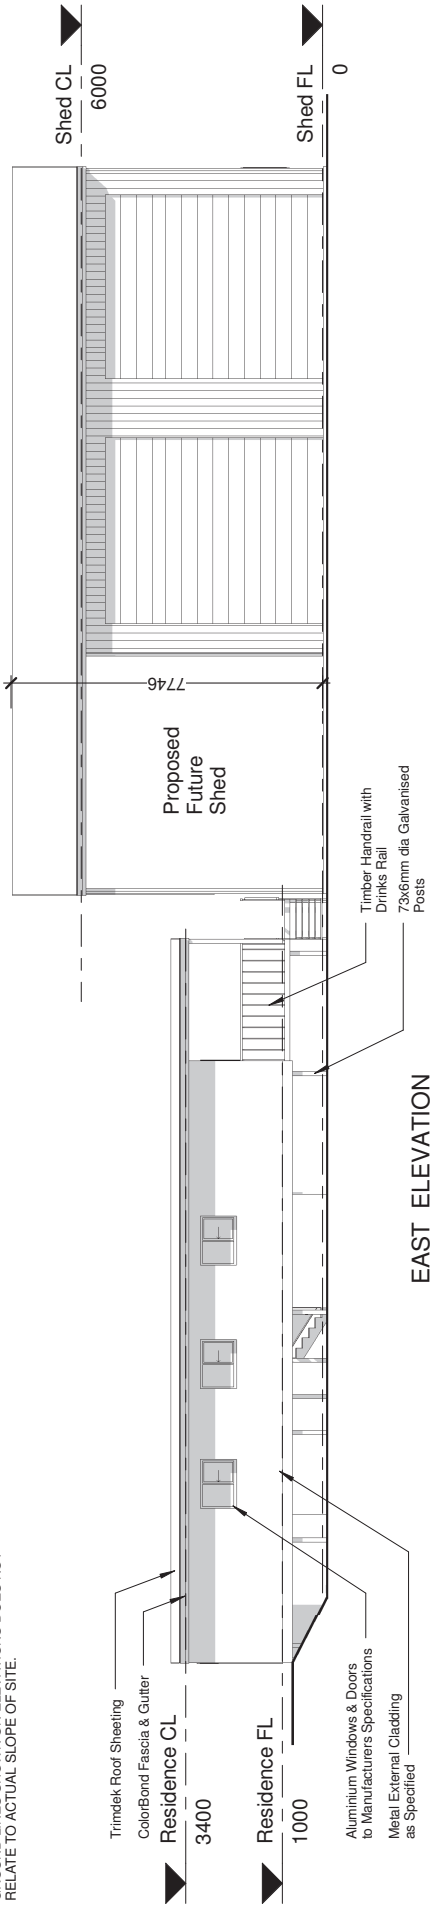 RELATE TO ACTUAL SLOPE OF SITE.
Trimdek Roof Sheeting
ColorBond Fascia & Gutter
Residence CL
3400
Residence FL
1000
Aluminium Windows & Doors
to Manufacturers Specifications
Metal External Cladding
as Specified
EAST ELEVATION
Timber Handrail with
Drinks Rail
73x6mm dia Galvanised
Posts
Proposed
Future
Shed
7746
Shed CL
6000
Shed FL
0